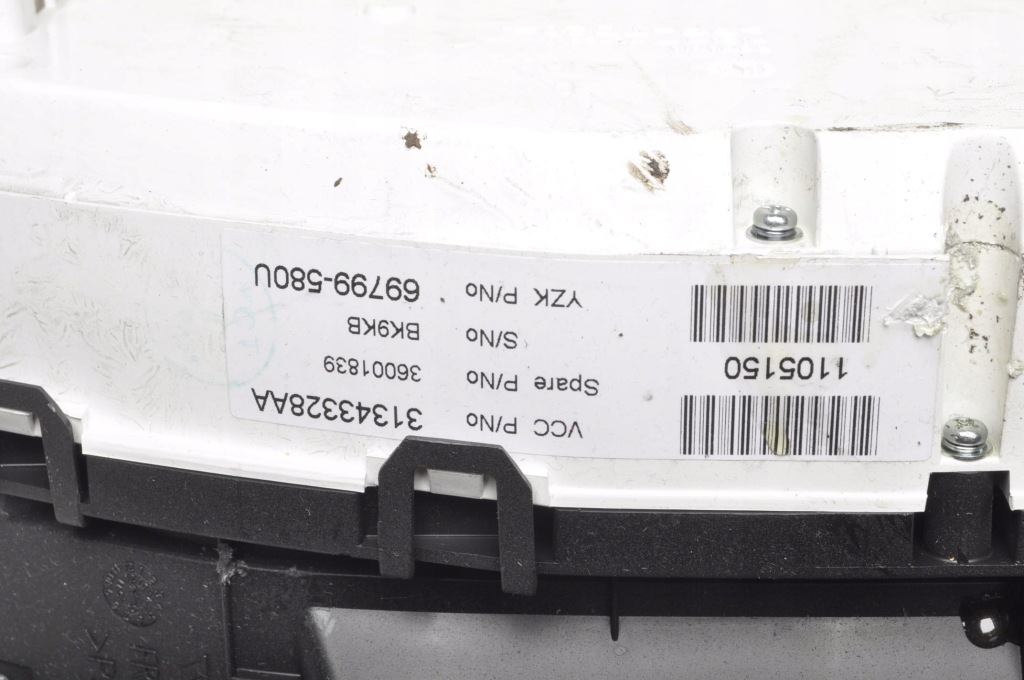 VCC P/No 31343328AA
Spare P/No 36001839
S/No BK9KB
YZK P/No 69799-580U
1105150